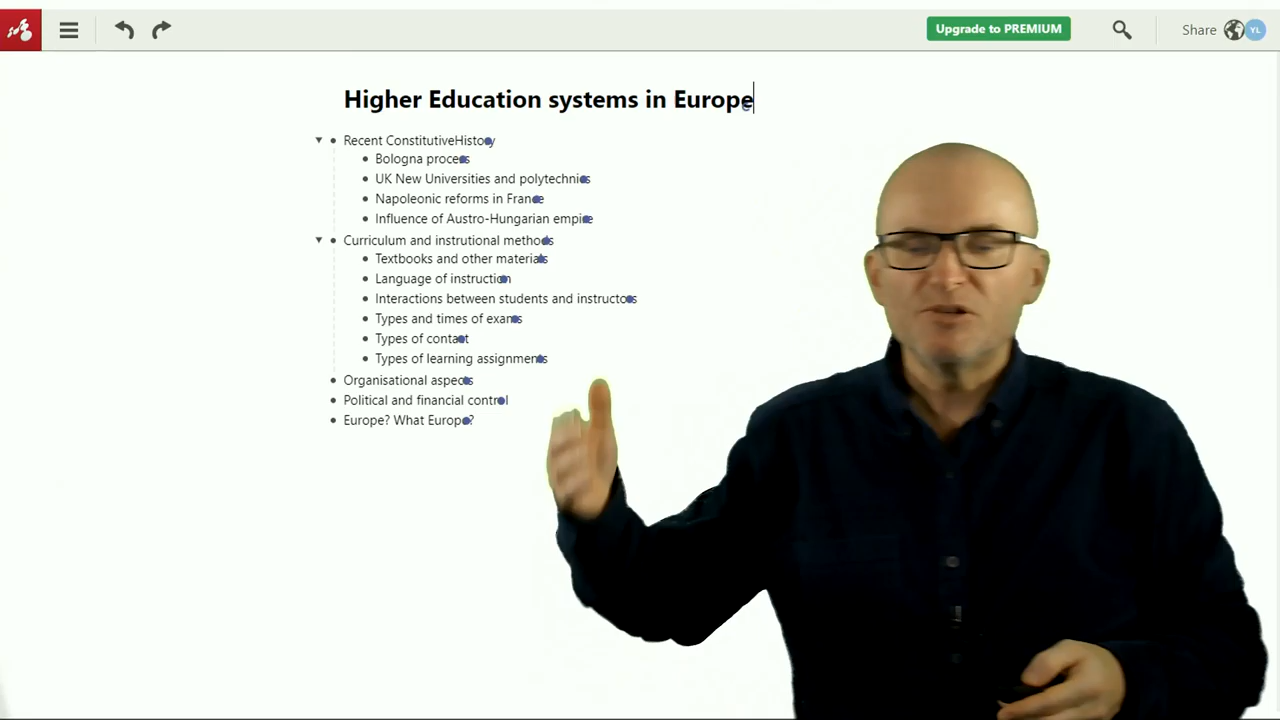 Upgrade to PREMIUM
Share
YL
Higher Education systems in Europe
Recent ConstitutiveHistory
Bologna process
UK New Universities and polytechnics
Napoleonic reforms in France
Influence of Austro-Hungarian empire
Curriculum and instrutional methods
Textbooks and other materials
Language of instruction
Interactions between students and instructors
Types and times of exams
Types of contact
Types of learning assignments
Organisational aspects
Political and financial control
Europe? What Europe?